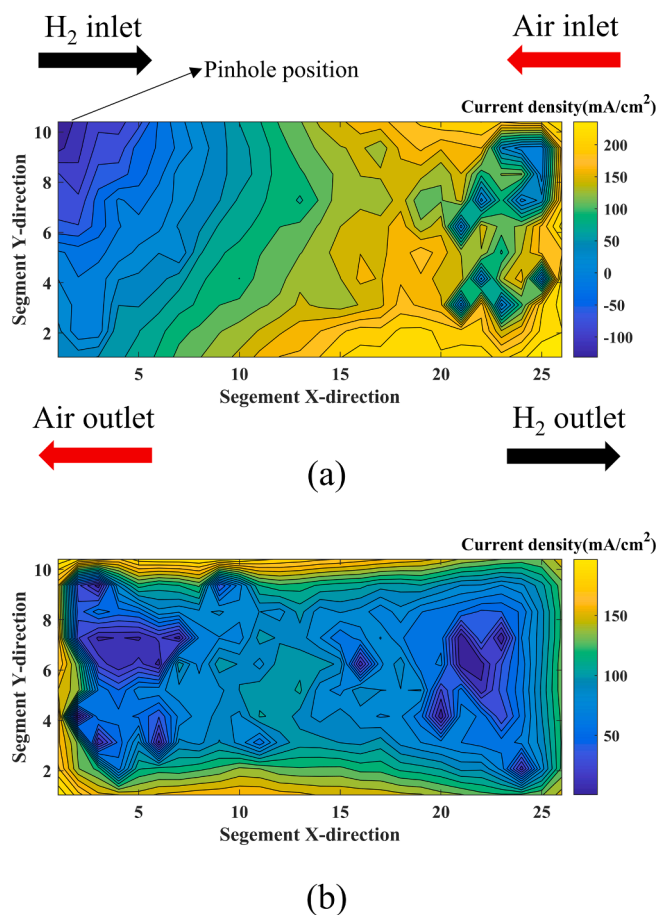 H2 inlet
Air inlet
Pinhole position
Current density(mA/cm2)
10
8
6
4
2
5
10
15
20
25
200
150
100
50
0
-50
-100
Segment Y-direction
Segement X-direction
Air outlet
H2 outlet
(a)
Current density(mA/cm2)
10
8
6
4
2
5
10
15
20
25
150
100
50
Segment Y-direction
Segement X-direction
(b)